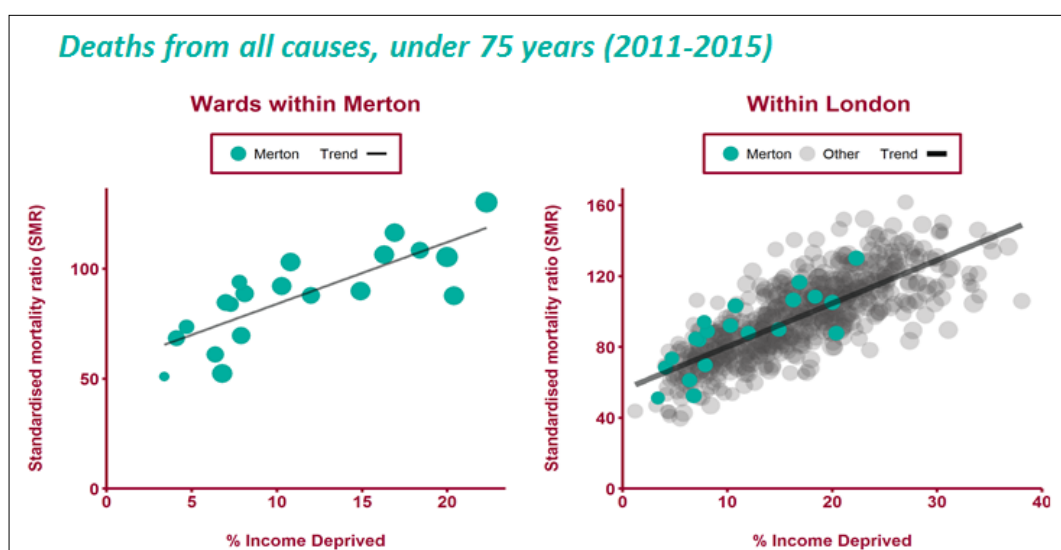 Deaths from all causes, under 75 years (2011-2015)
Wards within Merton
Merton Trend
Standardised mortality ratio (SMR)
100
50
0
0 5 10 15 20
% Income Deprived
Within London
Merton Other Trend
Standardised mortality ratio (SMR)
160
120
80
40
0
0 10 20 30 40
% Income Deprived